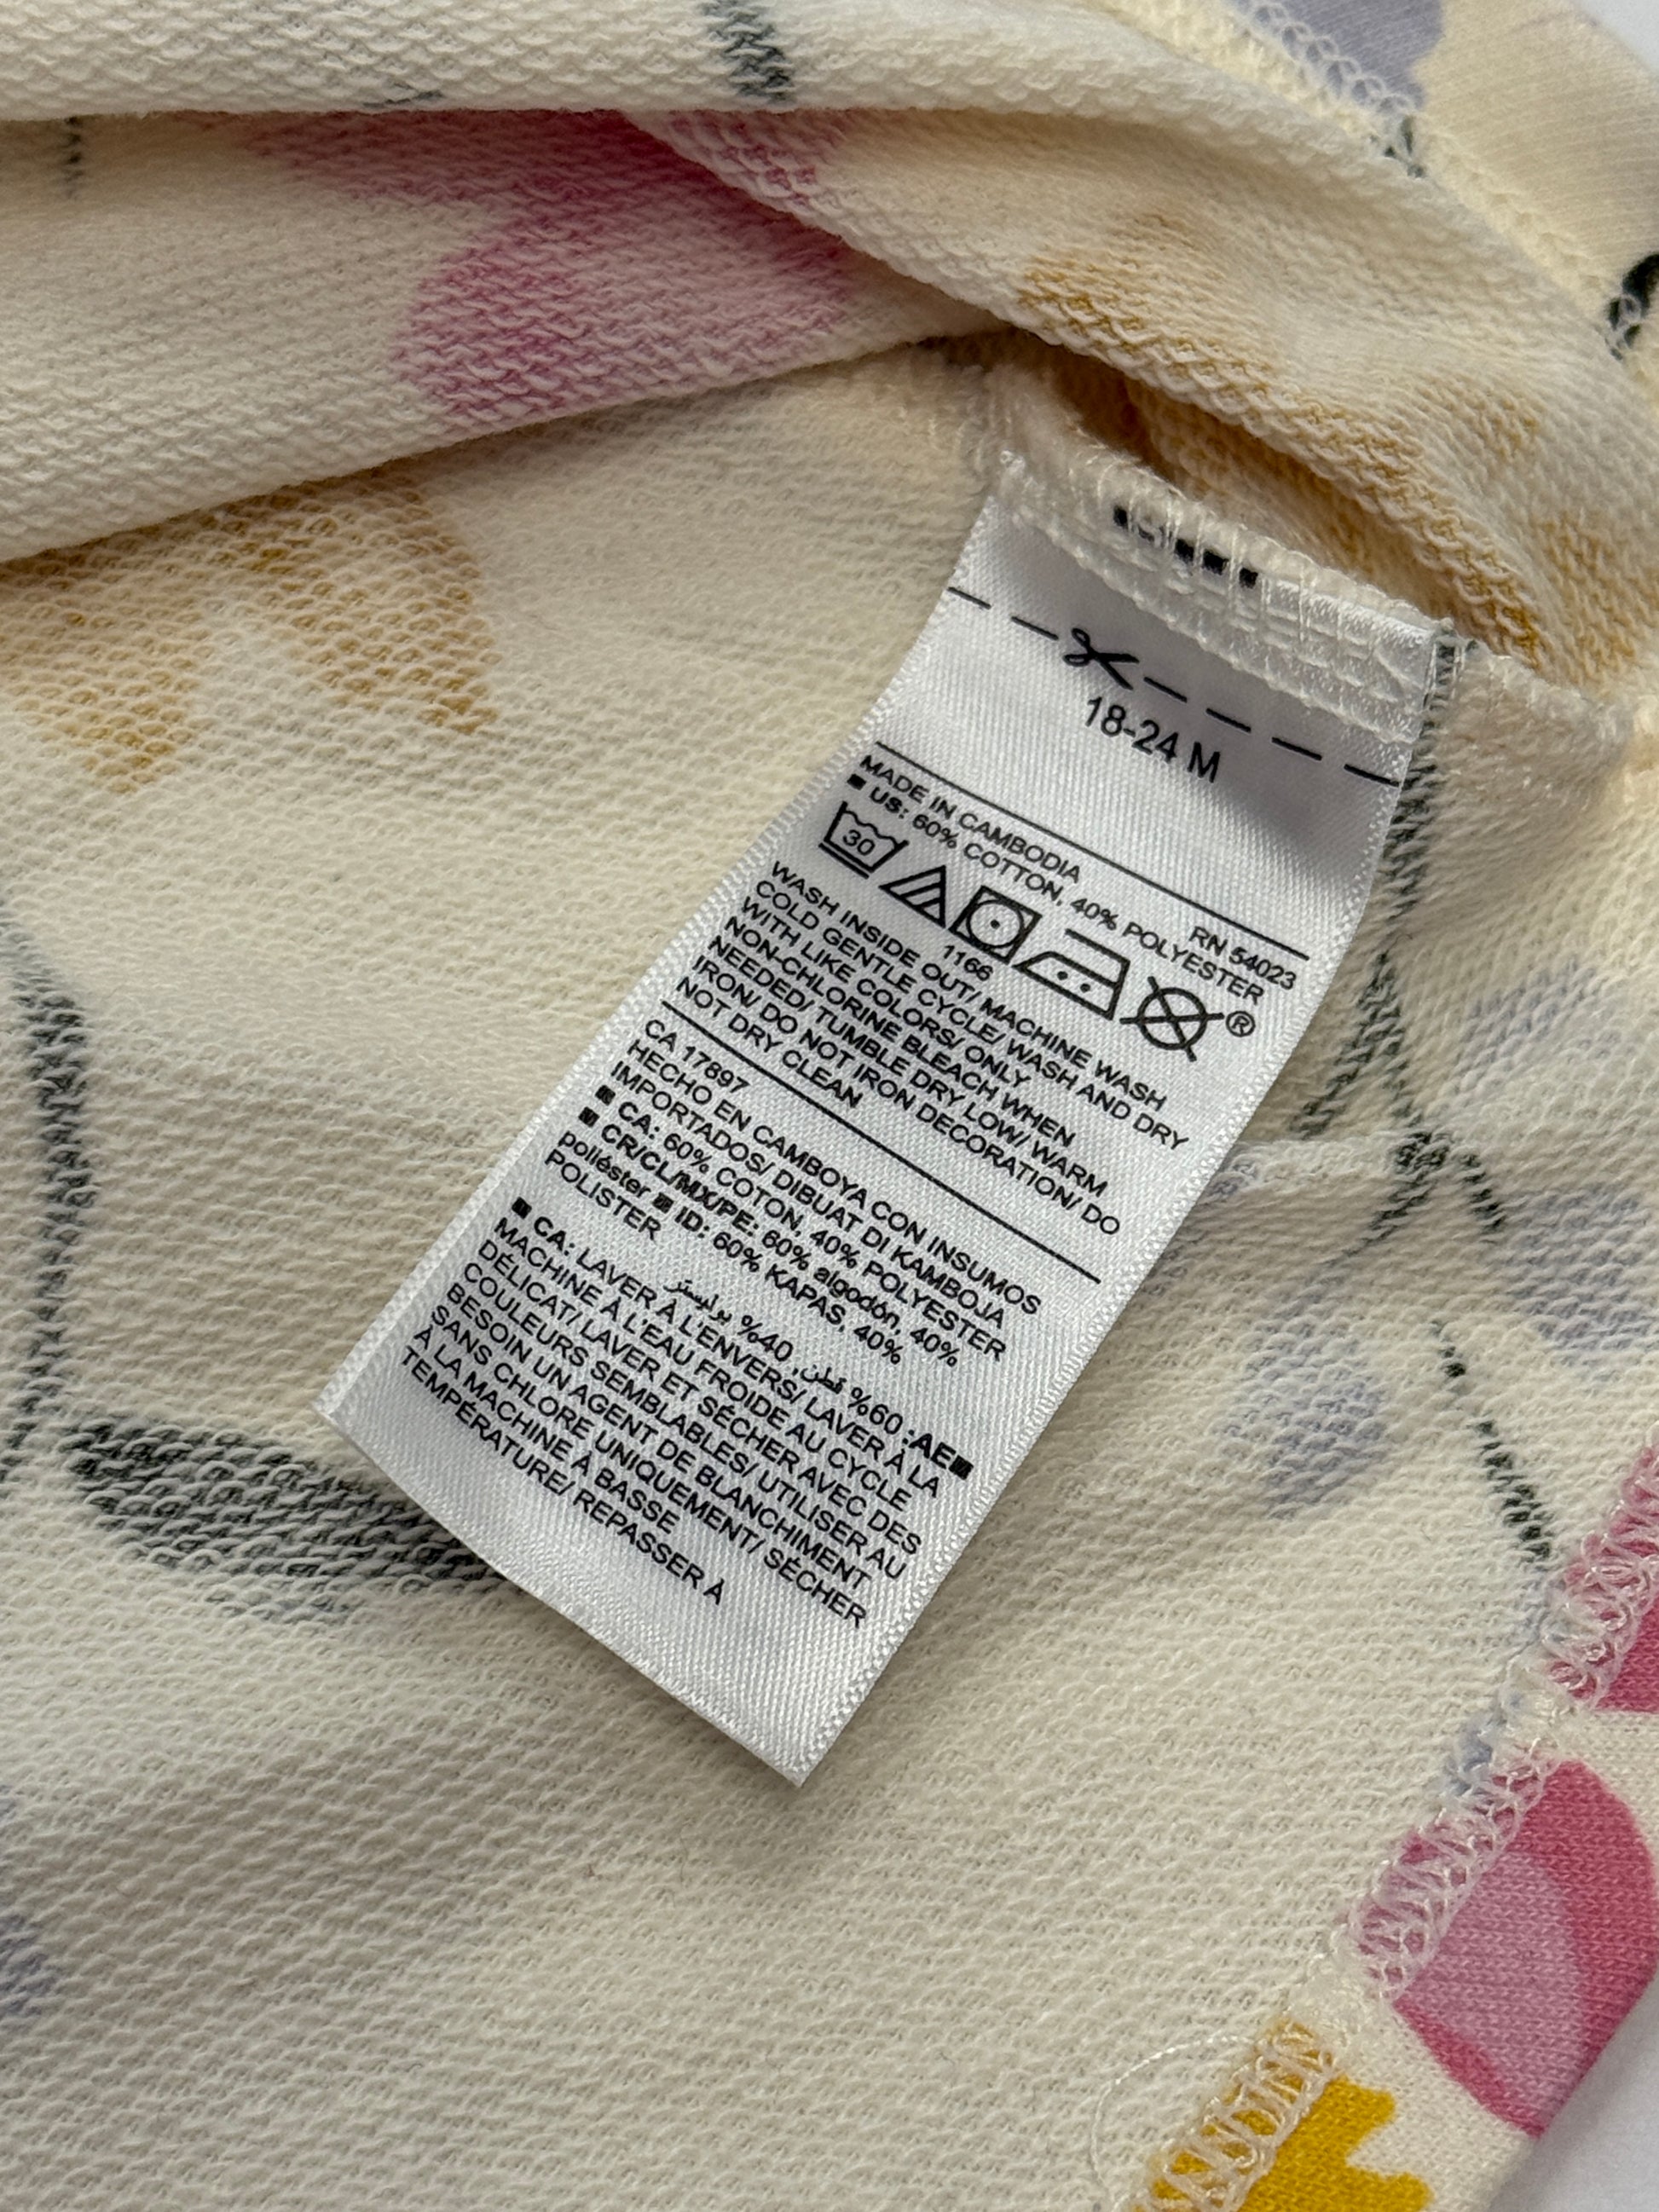 18-24 M
RN 54023
MADE IN CAMBODIA
■ US: 60% COTTON, 40% POLYESTER
30
®
1166
WASH INSIDE OUT/ MACHINE WASH
COLD GENTLE CYCLE/ WASH AND DRY
WITH LIKE COLORS/ ONLY
NON-CHLORINE BLEACH WHEN
NEEDED/ TUMBLE DRY LOW/ WARM
IRON/ DO NOT IRON DECORATION/ DO
NOT DRY CLEAN
CA 17897
HECHO EN CAMBOYA CON INSUMOS
IMPORTADOS/ DIBUAT DI KAMBOJA
■ CA: 60% COTON, 40% POLYESTER
■ CR/CL/MX/PE: 60% algodón, 40%
poliéster ■ ID: 60% KAPAS, 40%
POLISTER
■AE: 60% قطن, 40% بوليستر
■ CA: LAVER À L'ENVERS/ LAVER À LA
MACHINE À L'EAU FROIDE AU CYCLE
DÉLICAT/ LAVER ET SÉCHER AVEC DES
COULEURS SEMBLABLES/ UTILISER AU
BESOIN UN AGENT DE BLANCHIMENT
SANS CHLORE UNIQUEMENT/ SÉCHER
À LA MACHINE À BASSE
TEMPÉRATURE/ REPASSER À